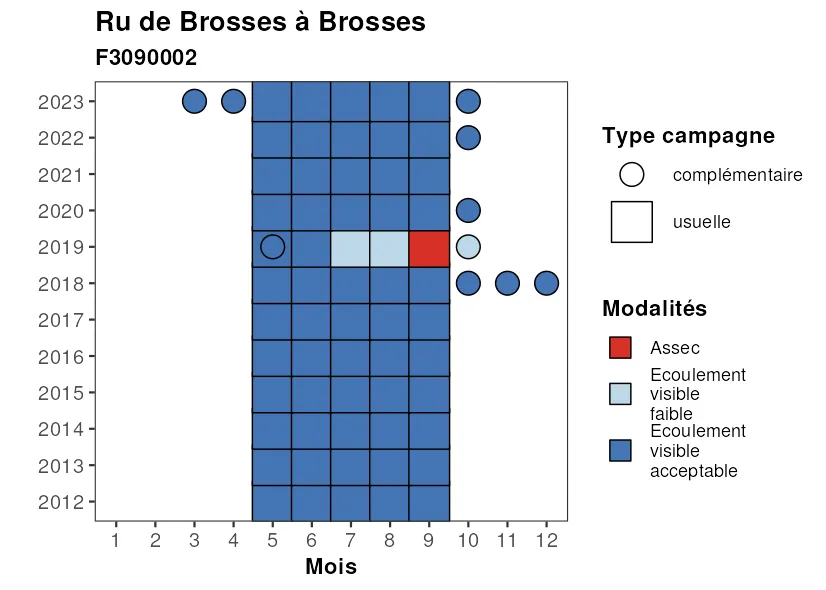 Ru de Brosses à Brosses
F3090002
2023
2022
2021
2020
2019
2018
2017
2016
2015
2014
2013
2012
1 2 3 4 5 6 7 8 9 10 11 12
Mois
Type campagne
complémentaire
usuelle
Modalités
Assec
Ecoulement
visible
faible
Ecoulement
visible
acceptable